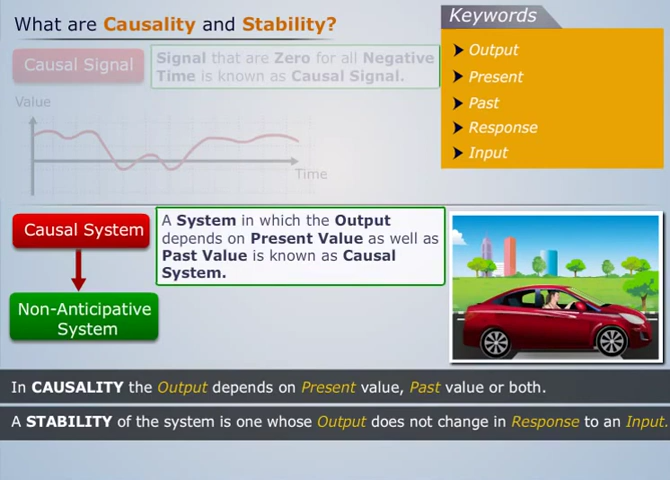 What are Causality and Stability?
Keywords
Output
Present
Past
Response
Input
Causal Signal
Signal that are Zero for all Negative
Time is known as Causal Signal.
Value
Time
Causal System
A System in which the Output
depends on Present Value as well as
Past Value is known as Causal
System.
Non-Anticipative
System
In CAUSALITY the Output depends on Present value, Past value or both.
A STABILITY of the system is one whose Output does not change in Response to an Input.